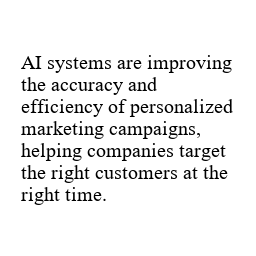 AI systems are improving
the accuracy and
efficiency of personalized
marketing campaigns,
helping companies target
the right customers at the
right time.